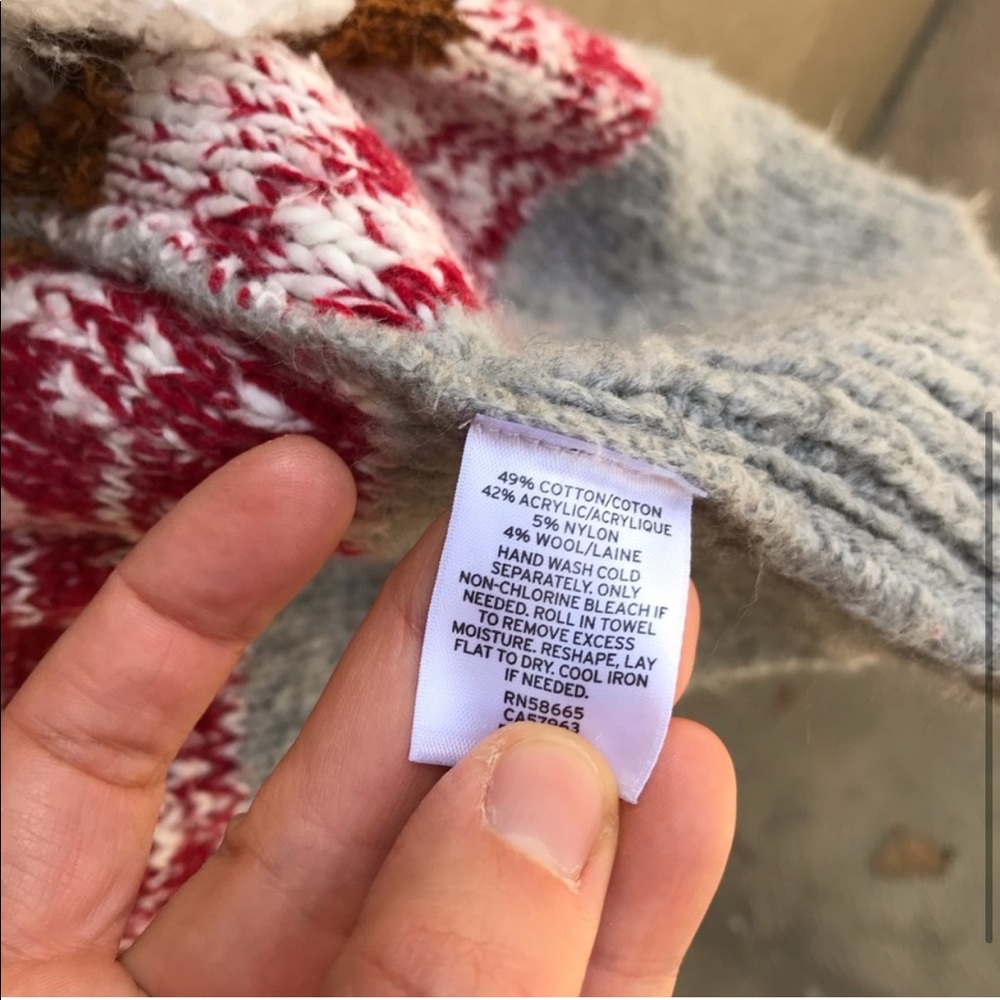 49% COTTON/COTON
42% ACRYLIC/ACRYLIQUE
5% NYLON
4% WOOL/LAINE
HAND WASH COLD
SEPARATELY. ONLY
NON-CHLORINE BLEACH IF
NEEDED. ROLL IN TOWEL
TO REMOVE EXCESS
MOISTURE. RESHAPE, LAY
FLAT TO DRY. COOL IRON
IF NEEDED.
RN58665
CA57963